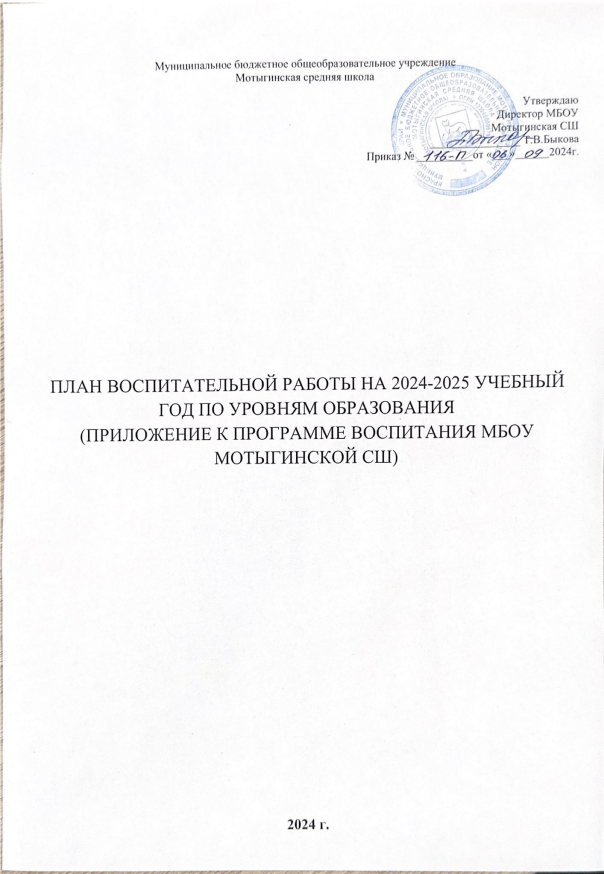 Муниципальное бюджетное общеобразовательное учреждение
Мотыгинская средняя школа
Утверждаю
Директор МБОУ
Мотыгинская СШ
Т.В.Быкова
Приказ № 116-П от «06» 09 2024г.
ПЛАН ВОСПИТАТЕЛЬНОЙ РАБОТЫ НА 2024-2025 УЧЕБНЫЙ
ГОД ПО УРОВНЯМ ОБРАЗОВАНИЯ
(ПРИЛОЖЕНИЕ К ПРОГРАММЕ ВОСПИТАНИЯ МБОУ
МОТЫГИНСКОЙ СШ)
2024 г.